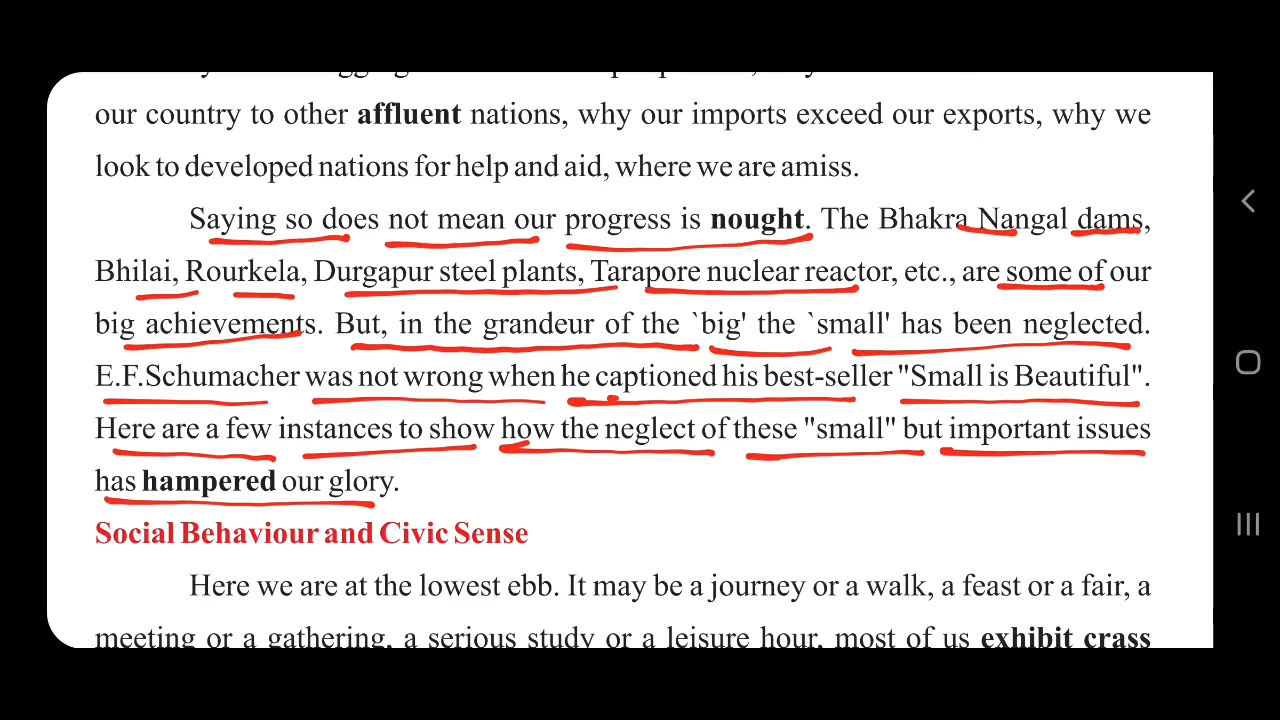 our country to other affluent nations, why our imports exceed our exports, why we
look to developed nations for help and aid, where we are amiss.
Saying so does not mean our progress is nought. The Bhakra Nangal dams,
Bhilai, Rourkela, Durgapur steel plants, Tarapore nuclear reactor, etc., are some of our
big achievements. But, in the grandeur of the `big' the `small' has been neglected.
E.F.Schumacher was not wrong when he captioned his best-seller "Small is Beautiful".
Here are a few instances to show how the neglect of these "small" but important issues
has hampered our glory.
Social Behaviour and Civic Sense
Here we are at the lowest ebb. It may be a journey or a walk, a feast or a fair, a
meeting or a gathering, a serious study or a leisure hour, most of us exhibit crass